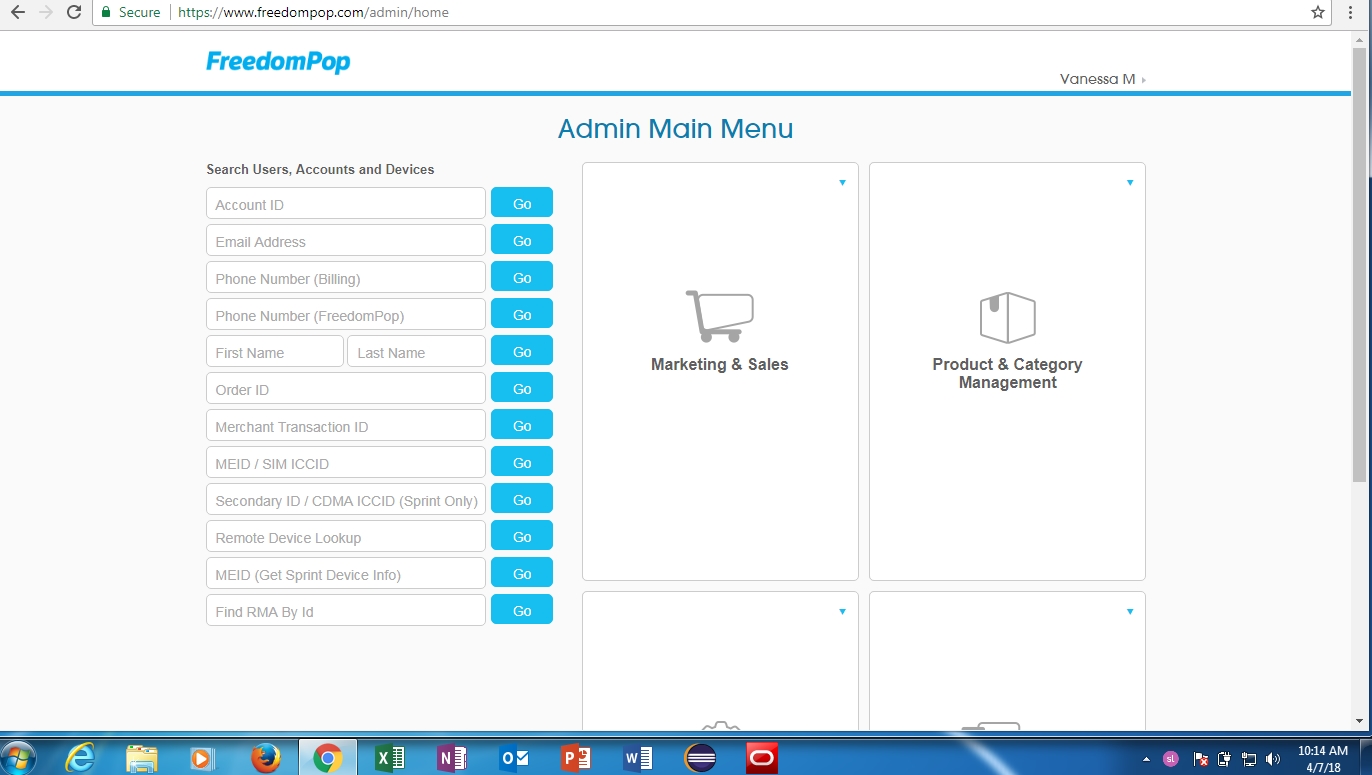 Secure https://www.freedompop.com/admin/home
FreedomPop
Vanessa M
Admin Main Menu
Search Users, Accounts and Devices
Account ID Go
Email Address Go
Phone Number (Billing) Go
Phone Number (FreedomPop) Go
First Name Last Name Go
Order ID Go
Merchant Transaction ID Go
MEID / SIM ICCID Go
Secondary ID / CDMA ICCID (Sprint Only) Go
Remote Device Lookup Go
MEID (Get Sprint Device Info) Go
Find RMA By Id Go
Marketing & Sales
Product & Category
Management
sl
10:14 AM
4/7/18